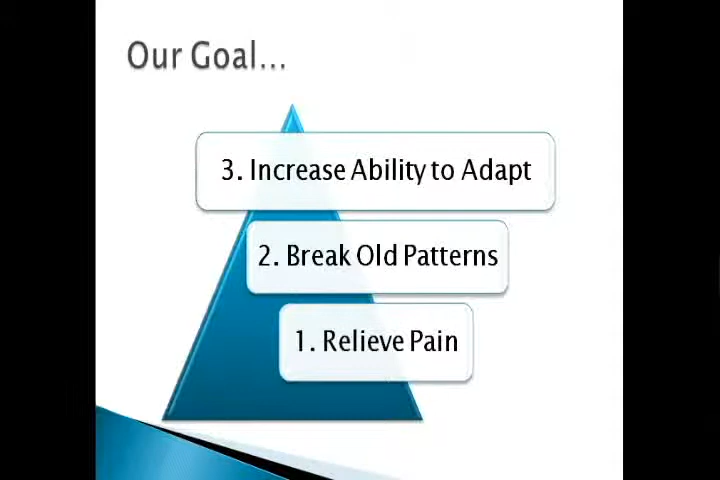 Our Goal...
3. Increase Ability to Adapt
2. Break Old Patterns
1. Relieve Pain